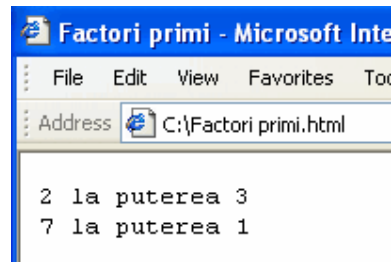 Factori primi - Microsoft
File Edit View Favorites
Address C:\Factori primi.html
2 la puterea 3
7 la puterea 1